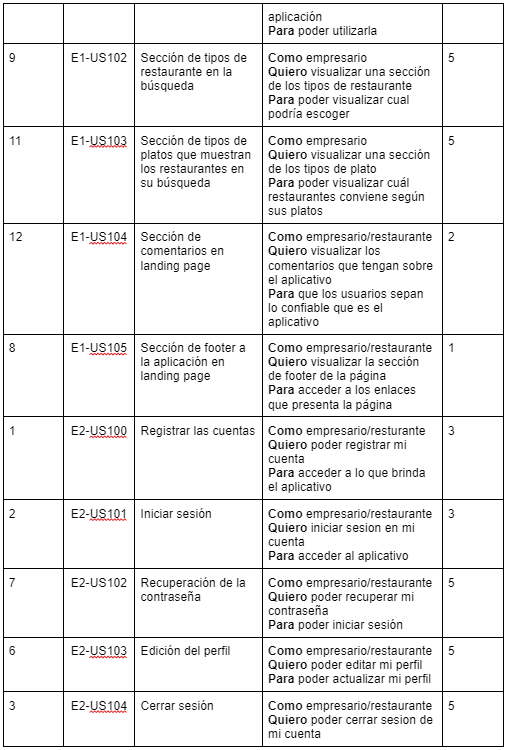 aplicación
Para poder utilizarla
9 E1-US102 Sección de tipos de restaurante en la búsqueda Como empresario 5
Quiero visualizar una sección de los tipos de restaurante
Para poder visualizar cual podría escoger
11 E1-US103 Sección de tipos de platos que muestran los restaurantes en su búsqueda Como empresario 5
Quiero visualizar una sección de los tipos de plato
Para poder visualizar cuál restaurantes conviene según sus platos
12 E1-US104 Sección de comentarios en landing page Como empresario/restaurante 2
Quiero visualizar los comentarios que tengan sobre el aplicativo
Para que los usuarios sepan lo confiable que es el aplicativo
8 E1-US105 Sección de footer a la aplicación en landing page Como empresario/restaurante 1
Quiero visualizar la sección de footer de la página
Para acceder a los enlaces que presenta la página
1 E2-US100 Registrar las cuentas Como empresario/resturante 3
Quiero poder registrar mi cuenta
Para acceder a lo que brinda el aplicativo
2 E2-US101 Iniciar sesión Como empresario/restaurante 3
Quiero iniciar sesion en mi cuenta
Para acceder al aplicativo
7 E2-US102 Recuperación de la contraseña Como empresario/restaurante 5
Quiero poder recuperar mi contraseña
Para poder iniciar sesión
6 E2-US103 Edición del perfil Como empresario/restaurante 5
Quiero poder editar mi perfil
Para poder actualizar mi perfil
3 E2-US104 Cerrar sesión Como empresario/restaurante 5
Quiero poder cerrar sesion de mi cuenta